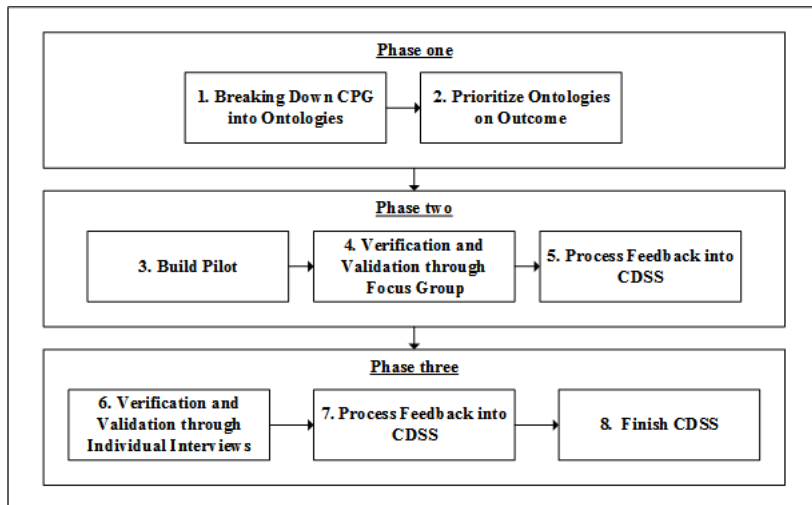 Phase one
1. Breaking Down CPG
into Ontologies
2. Prioritize Ontologies
on Outcome
Phase two
3. Build Pilot
4. Verification and
Validation through
Focus Group
5. Process Feedback into
CDSS
Phase three
6. Verification and
Validation through
Individual Interviews
7. Process Feedback into
CDSS
8. Finish CDSS